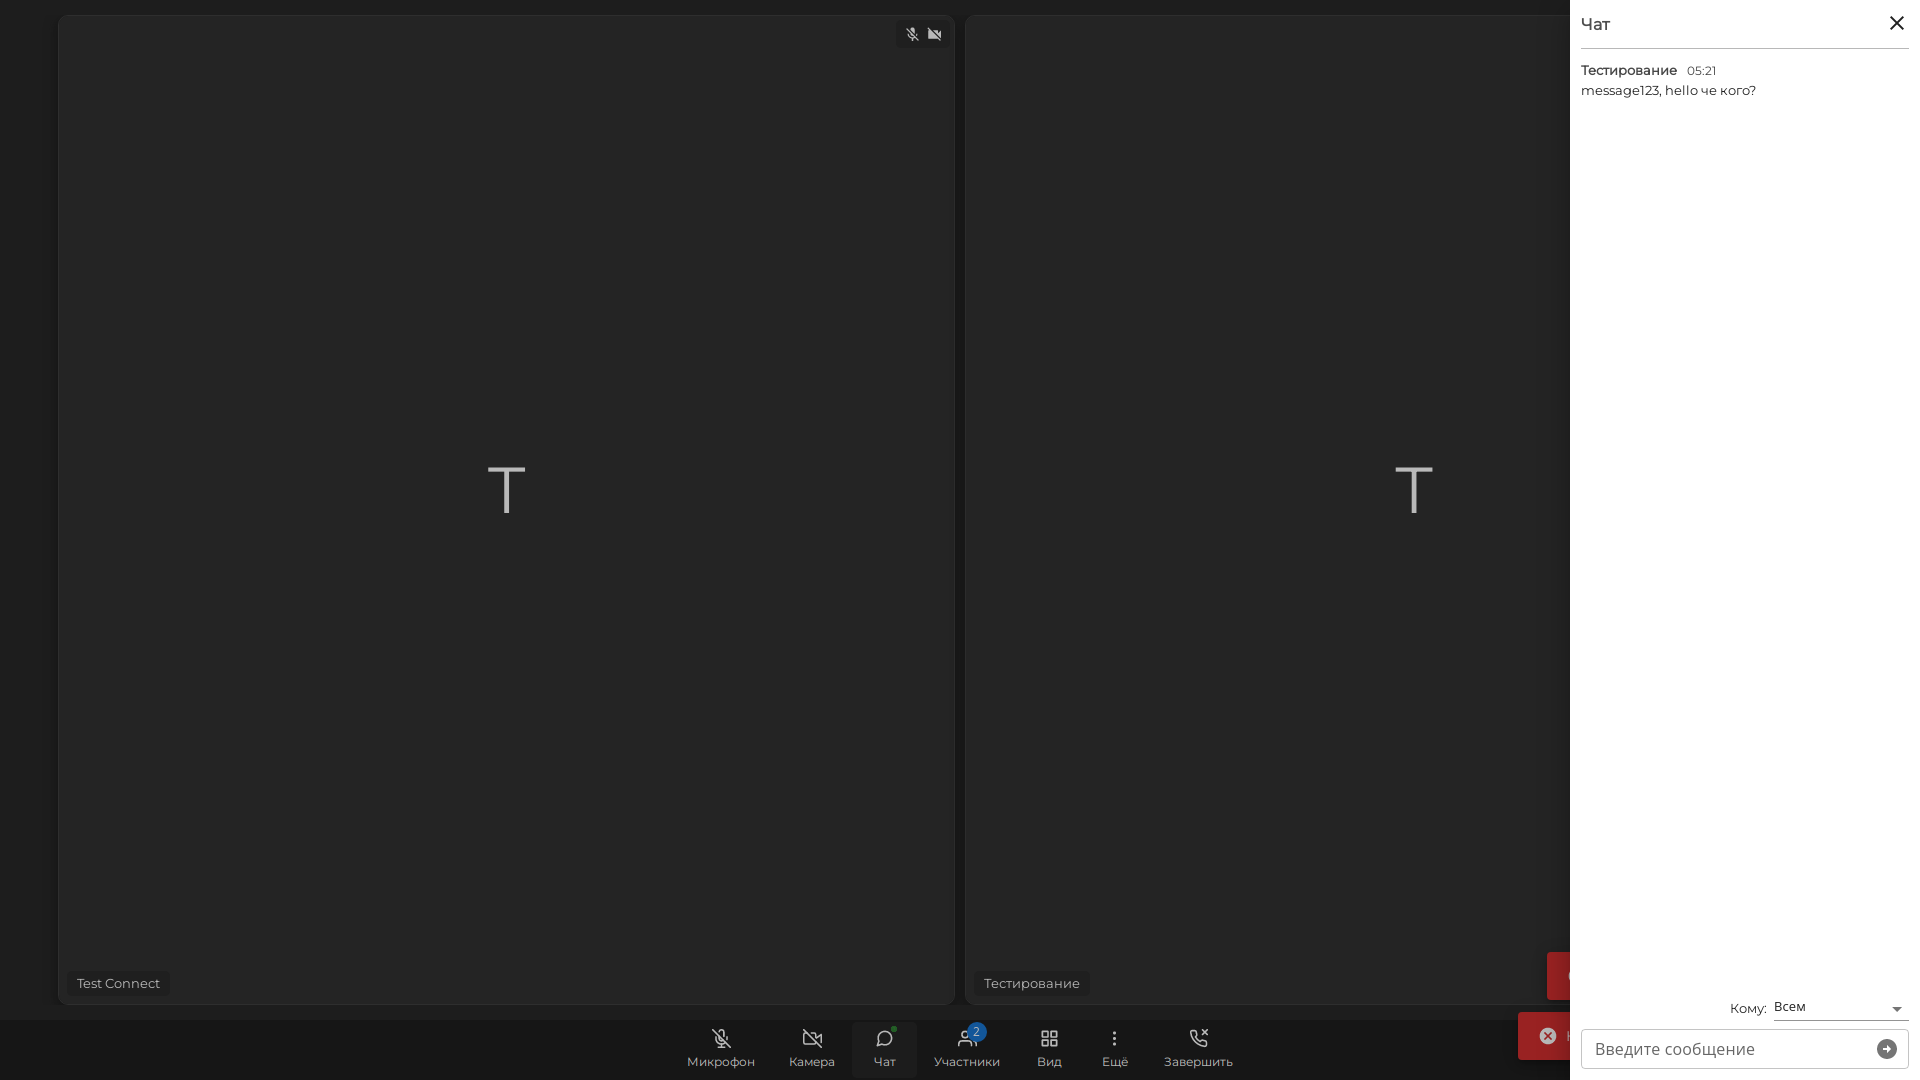 Чат
Тестирование 05:21
message123, hello че кого?
T
T
Test Connect
Тестирование
Кому: Всем
Введите сообщение
2
Микрофон
Камера
Чат
Участники
Вид
Ещё
Завершить